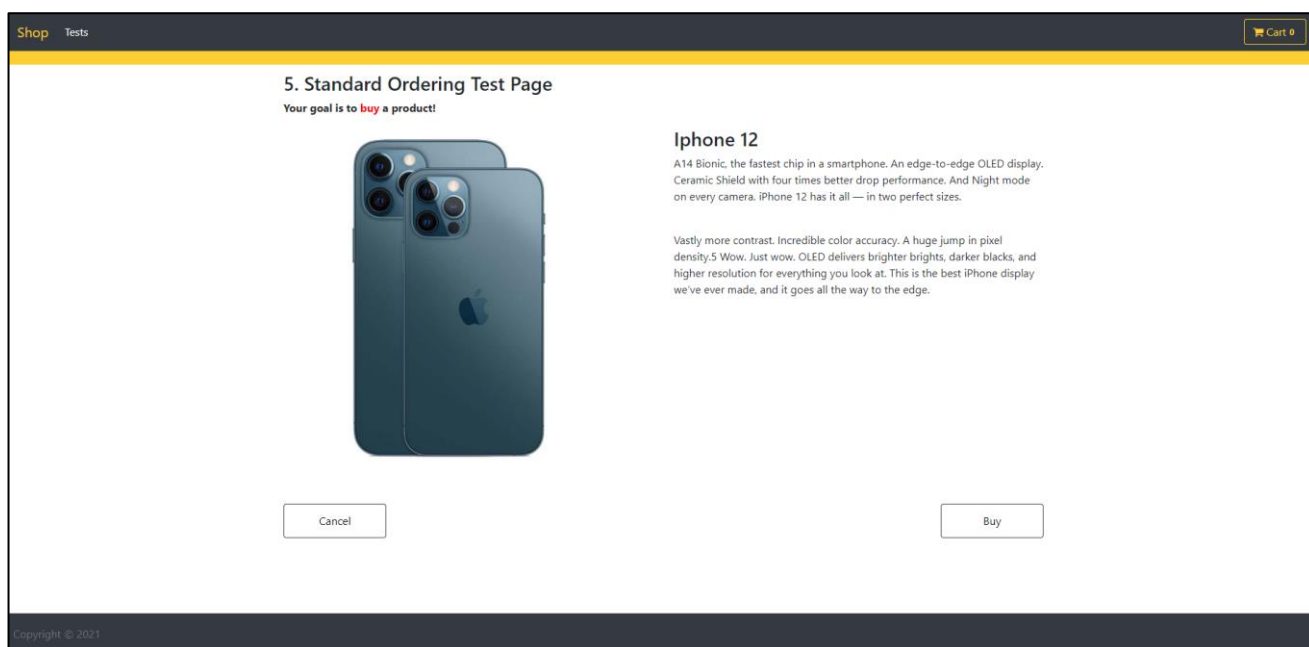 Shop Tests Cart 0
5. Standard Ordering Test Page
Your goal is to buy a product!
Iphone 12
A14 Bionic, the fastest chip in a smartphone. An edge-to-edge OLED display.
Ceramic Shield with four times better drop performance. And Night mode
on every camera. iPhone 12 has it all — in two perfect sizes.
Vastly more contrast. Incredible color accuracy. A huge jump in pixel
density.5 Wow. Just wow. OLED delivers brighter brights, darker blacks, and
higher resolution for everything you look at. This is the best iPhone display
we've ever made, and it goes all the way to the edge.
Cancel Buy
Copyright © 2021